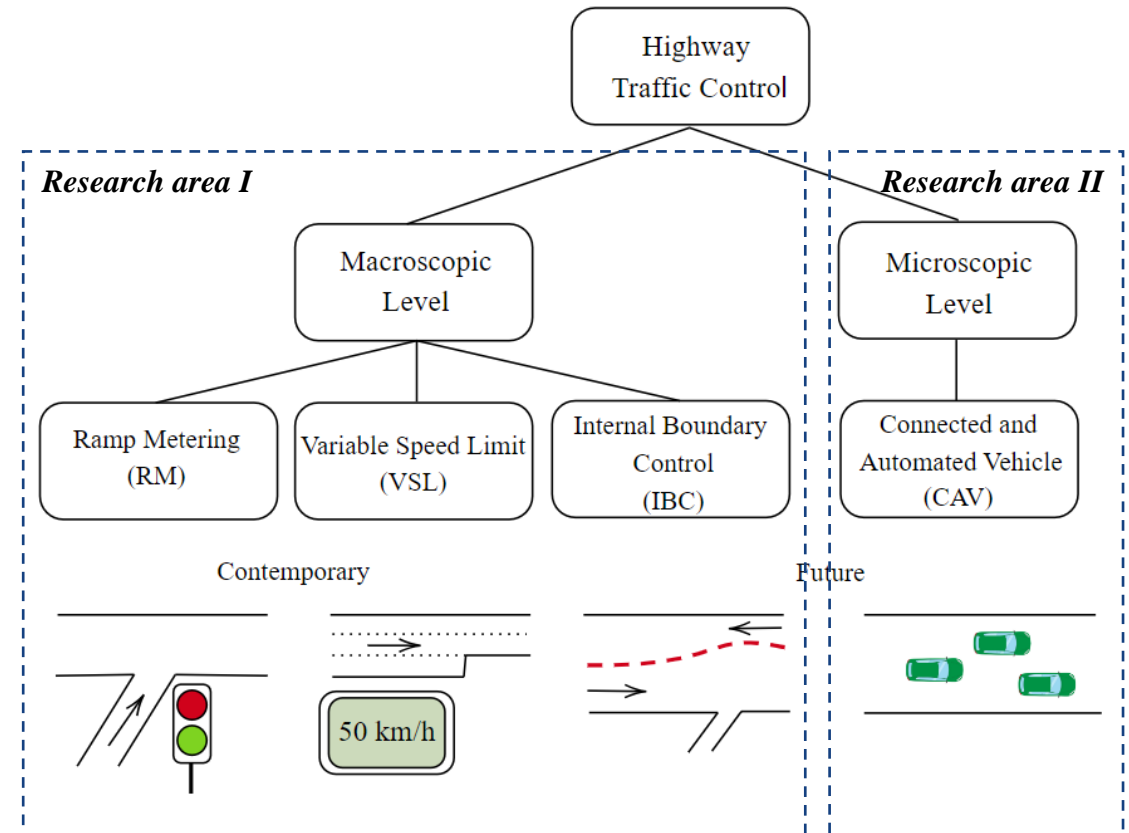 Highway
Traffic Control
Research area I
Research area II
Macroscopic
Level
Microscopic
Level
Ramp Metering
(RM)
Variable Speed Limit
(VSL)
Internal Boundary
Control
(IBC)
Connected and
Automated Vehicle
(CAV)
Contemporary
Future
50 km/h